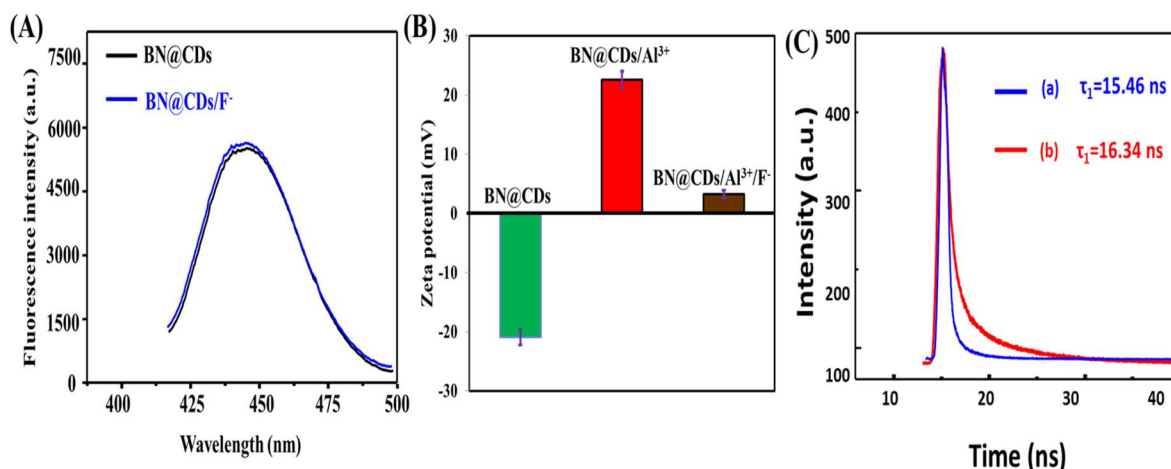 (A)
7500
6000
4500
3000
1500
0
Fluorescence intensity (a.u.)
BN@CDs
BN@CDs/F⁻
400 425 450 475 500
Wavelength (nm)
(B)
30
20
10
0
-10
-20
-30
Zeta potential (mV)
BN@CDs/Al³⁺
BN@CDs/Al³⁺/F⁻
BN@CDs
(C)
500
400
300
200
100
Intensity (a.u.)
(a) τ₁=15.46 ns
(b) τ₁=16.34 ns
10 20 30 40
Time (ns)